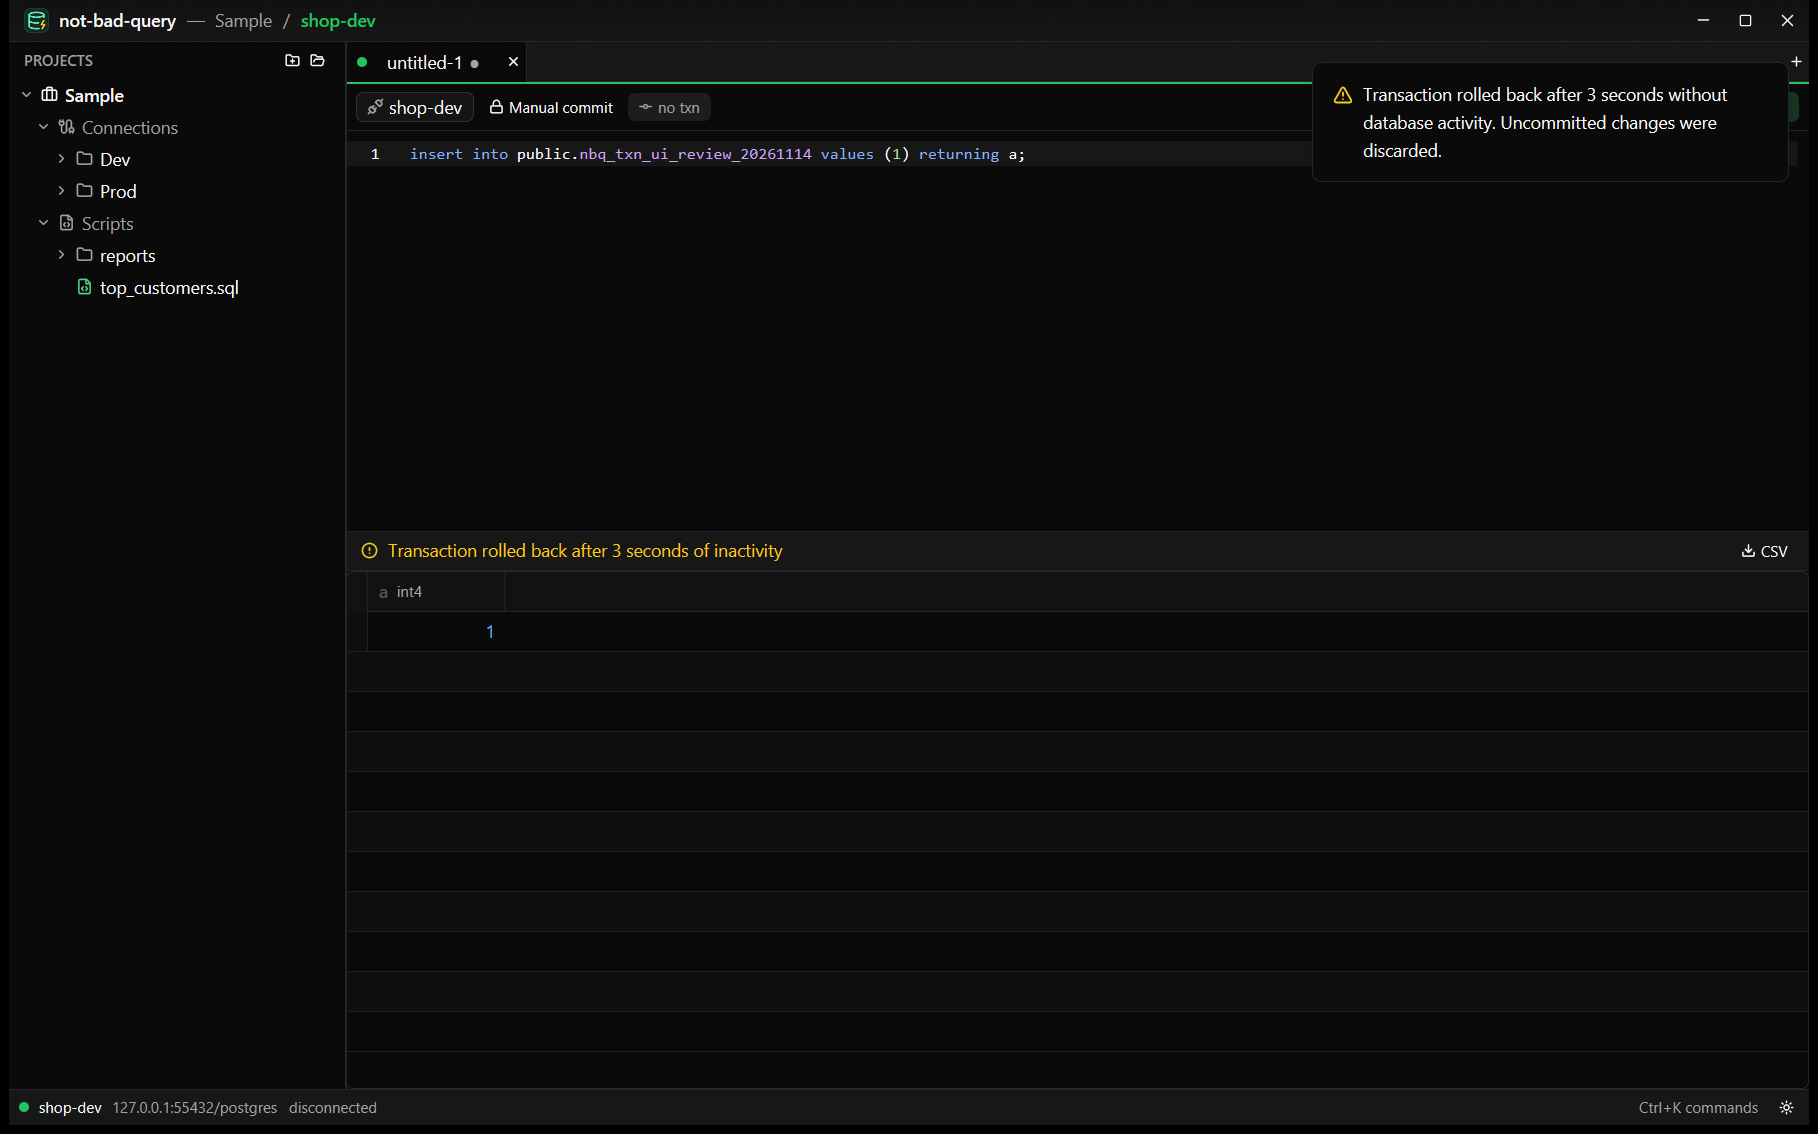 not-bad-query — Sample / shop-dev
PROJECTS
Sample
Connections
Dev
Prod
Scripts
reports
top_customers.sql
untitled-1
shop-dev Manual commit no txn
1 insert into public.nbq_txn_ui_review_20261114 values (1) returning a;
Transaction rolled back after 3 seconds without
database activity. Uncommitted changes were
discarded.
Transaction rolled back after 3 seconds of inactivity CSV
a int4
1
shop-dev 127.0.0.1:55432/postgres disconnected Ctrl+K commands